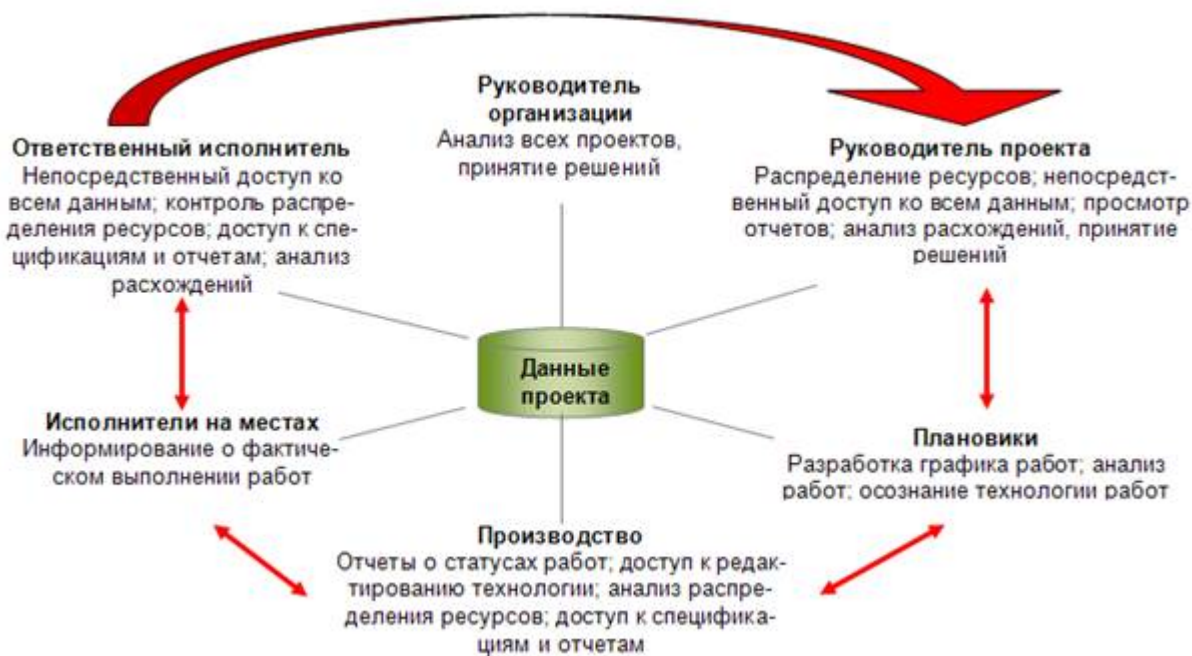 Руководитель
организации
Анализ всех проектов,
принятие решений
Ответственный исполнитель
Непосредственный доступ ко
всем данным; контроль распре-
деления ресурсов; доступ к спе-
цификациям и отчетам; анализ
расхождений
Руководитель проекта
Распределение ресурсов; непосредст-
венный доступ ко всем данным; просмотр
отчетов; анализ расхождений, принятие
решений
Данные
проекта
Исполнители на местах
Информирование о фактиче-
ском выполнении работ
Плановики
Разработка графика работ; анализ
работ; осознание технологии работ
Производство
Отчеты о статусах работ; доступ к редак-
тированию технологии; анализ распре-
деления ресурсов; доступ к специфика-
циям и отчетам